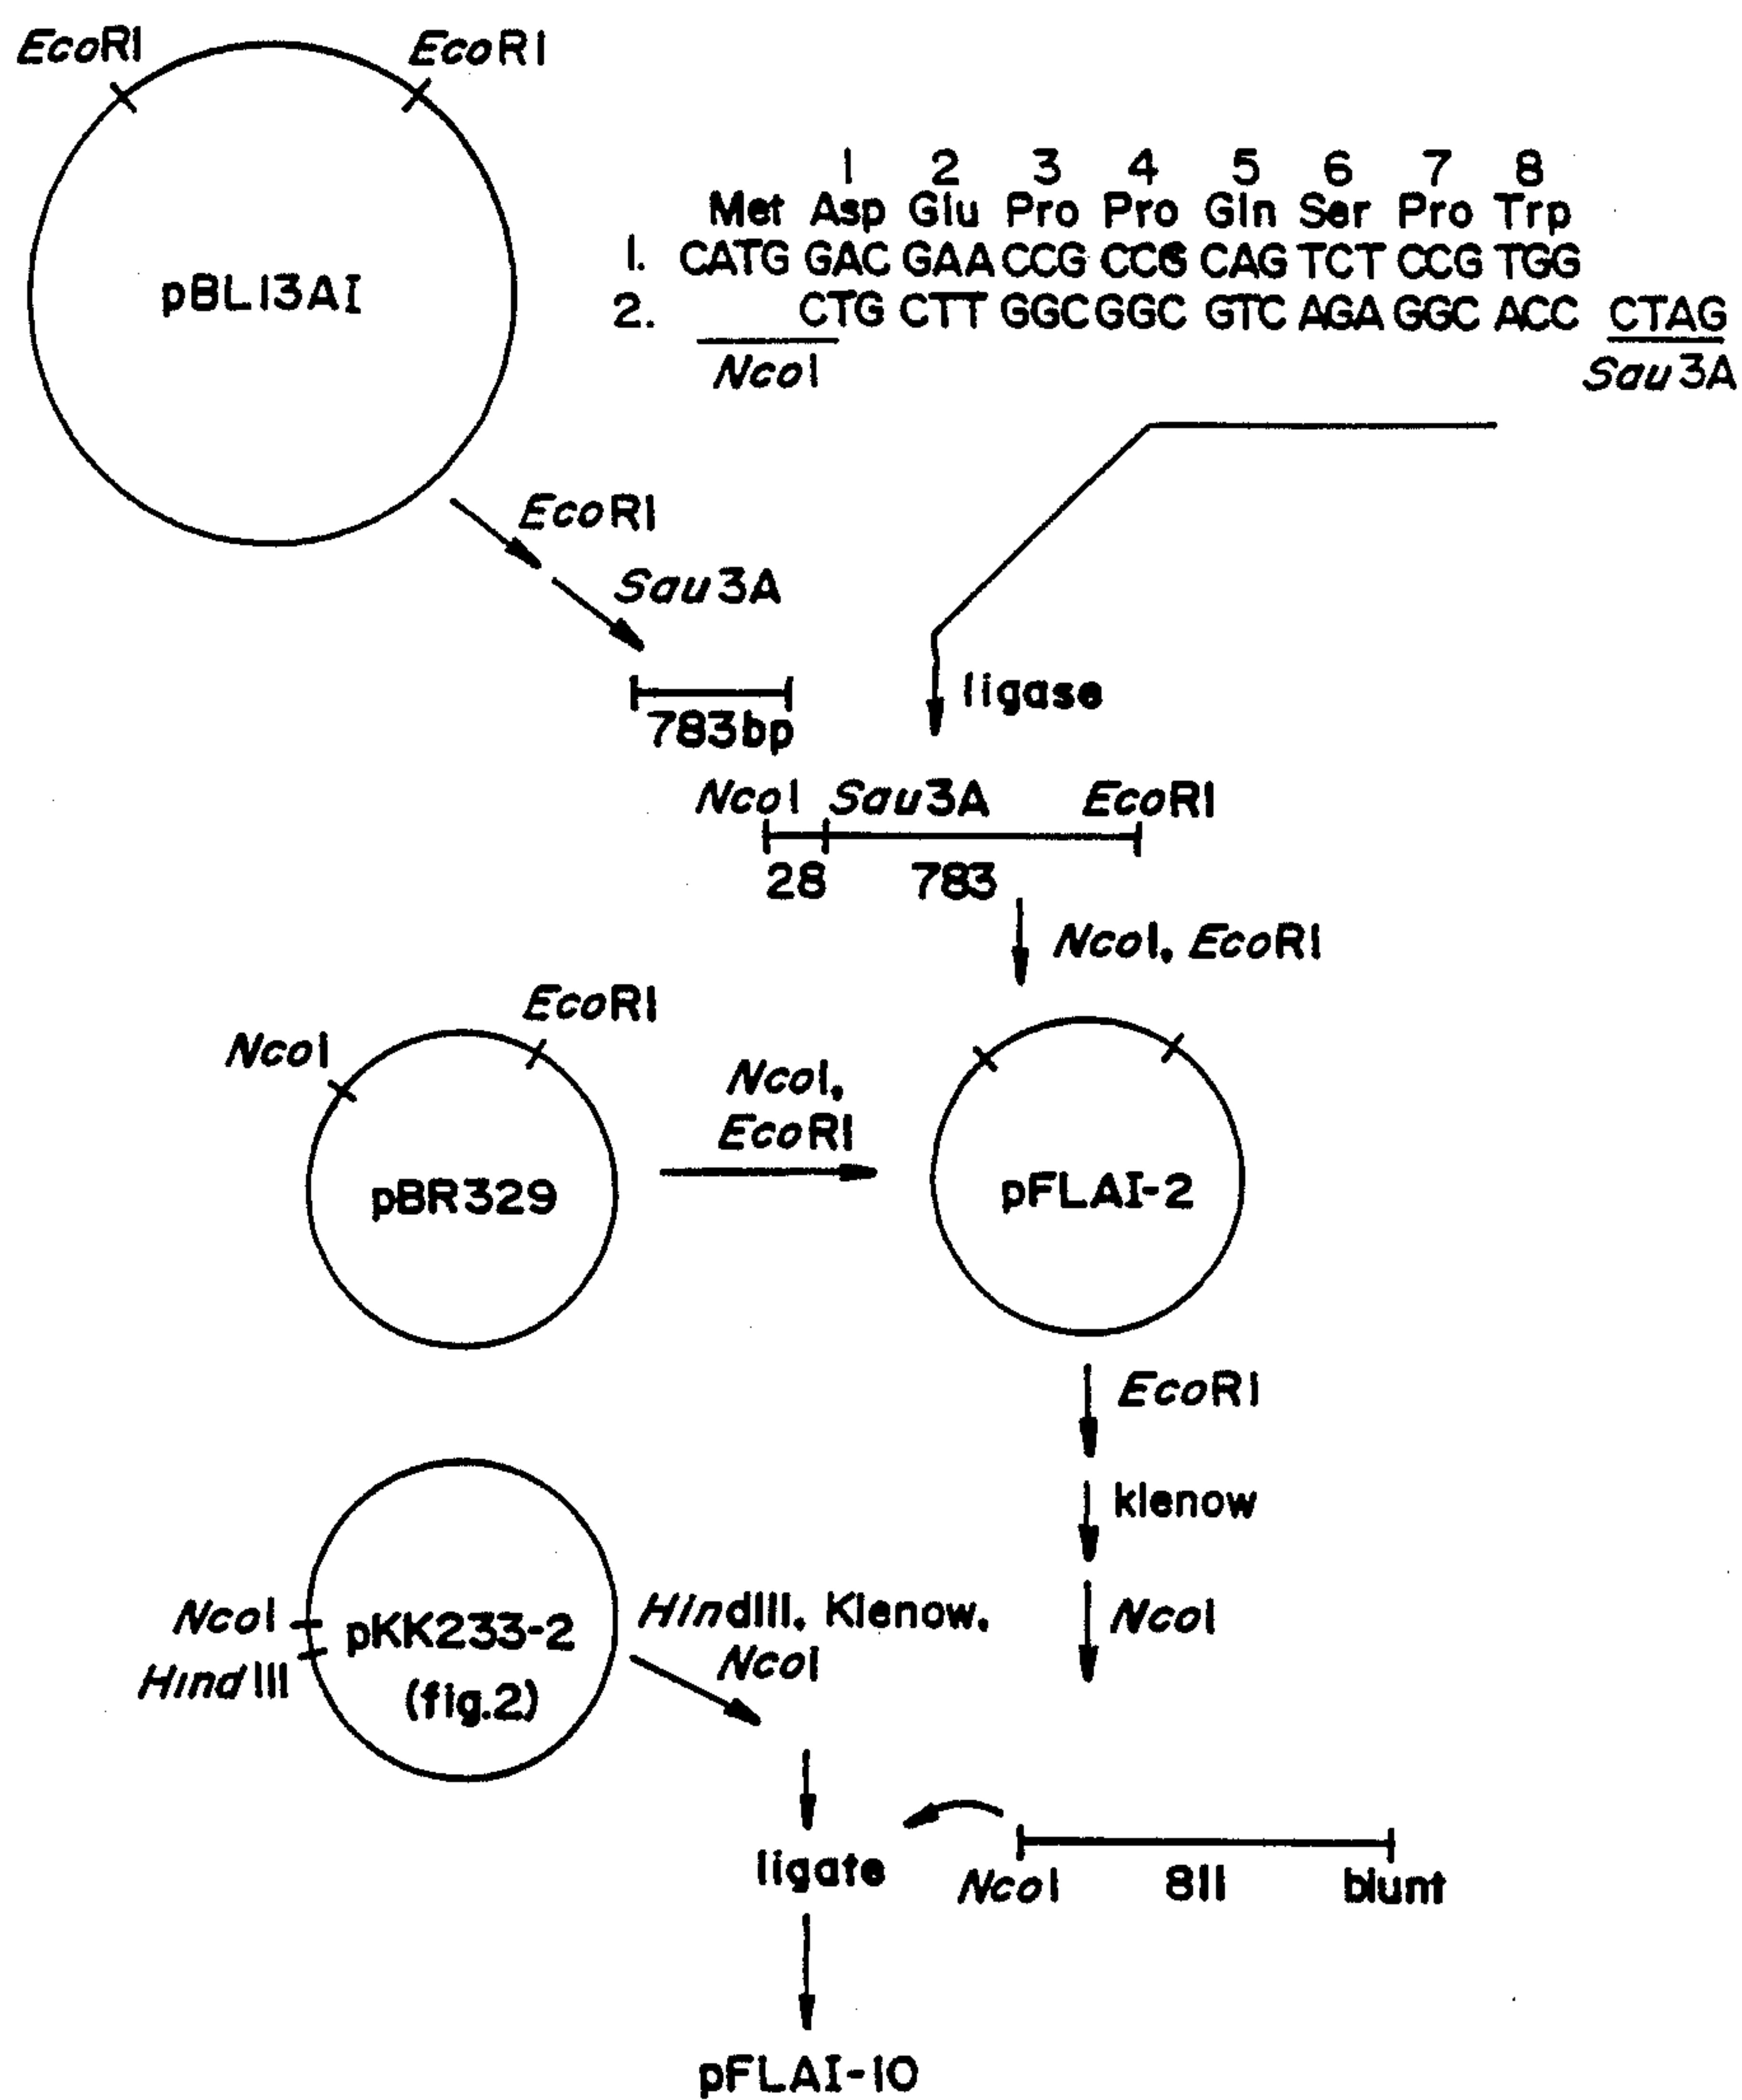 EcoRI
EcoRI
pBL13AI
1 2 3 4 5 6 7 8
Met Asp Glu Pro Pro Gln Ser Pro Trp
1. CATG GAC GAA CCG CCG CAG TCT CCG TGG
2. CTG CTT GGC GGC GTC AGA GGC ACC CTAG
NcoI
Sau3A
EcoRI
Sau3A
783bp
ligase
NcoI Sau3A EcoRI
28 783
NcoI, EcoRI
EcoRI
NcoI
pBR329
NcoI,
EcoRI
pFLAI-2
EcoRI
klenow
NcoI
NcoI
HindIII
pKK233-2
(fig.2)
HindIII, Klenow,
NcoI
ligate
NcoI 811 blunt
pFLAI-10